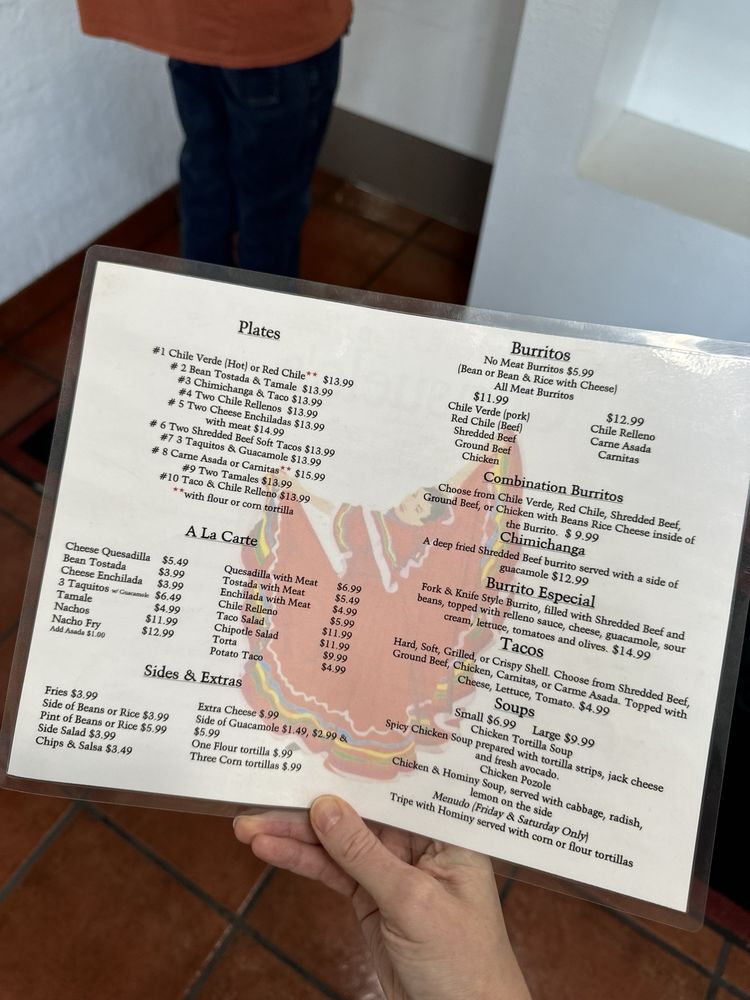 Plates
#1 Chile Verde (Hot) or Red Chile** $13.99
# 2 Bean Tostada & Tamale $13.99
#3 Chimichanga & Taco $13.99
#4 Two Chile Rellenos $13.99
# 5 Two Cheese Enchiladas $13.99
with meat $14.99
# 6 Two Shredded Beef Soft Tacos $13.99
#7 3 Taquitos & Guacamole $13.99
# 8 Carne Asada or Carnitas** $15.99
#9 Two Tamales $13.99
#10 Taco & Chile Relleno $13.99
**with flour or corn tortilla
A La Carte
Cheese Quesadilla $5.49
Bean Tostada $3.99
Cheese Enchilada $3.99
3 Taquitos w/ Guacamole $6.49
Tamale $4.99
Nachos $11.99
Nacho Fry $12.99
Add Asada $1.00
Quesadilla with Meat $6.99
Tostada with Meat $5.49
Enchilada with Meat $4.99
Chile Relleno $5.99
Taco Salad $11.99
Chipotle Salad $11.99
Torta $9.99
Potato Taco $4.99
Sides & Extras
Fries $3.99
Side of Beans or Rice $3.99
Pint of Beans or Rice $5.99
Side Salad $3.99
Chips & Salsa $3.49
Extra Cheese $.99
Side of Guacamole $1.49, $2.99 &
$5.99
One Flour tortilla $.99
Three Corn tortillas $.99
Burritos
No Meat Burritos $5.99
(Bean or Bean & Rice with Cheese)
All Meat Burritos
$11.99
Chile Verde (pork)
Red Chile (Beef)
Shredded Beef
Ground Beef
Chicken
$12.99
Chile Relleno
Carne Asada
Carnitas
Combination Burritos
Choose from Chile Verde, Red Chile, Shredded Beef,
Ground Beef, or Chicken with Beans Rice Cheese inside of
the Burrito. $ 9.99
Chimichanga
A deep fried Shredded Beef burrito served with a side of
guacamole $12.99
Burrito Especial
Fork & Knife Style Burrito, filled with Shredded Beef and
beans, topped with relleno sauce, cheese, guacamole, sour
cream, lettuce, tomatoes and olives. $14.99
Tacos
Hard, Soft, Grilled, or Crispy Shell. Choose from Shredded Beef,
Ground Beef, Chicken, Carnitas, or Carme Asada. Topped with
Cheese, Lettuce, Tomato. $4.99
Soups
Small $6.99 Large $9.99
Chicken Tortilla Soup
Spicy Chicken Soup prepared with tortilla strips, jack cheese
and fresh avocado.
Chicken Pozole
Chicken & Hominy Soup, served with cabbage, radish,
lemon on the side
Menudo (Friday & Saturday Only)
Tripe with Hominy served with corn or flour tortillas